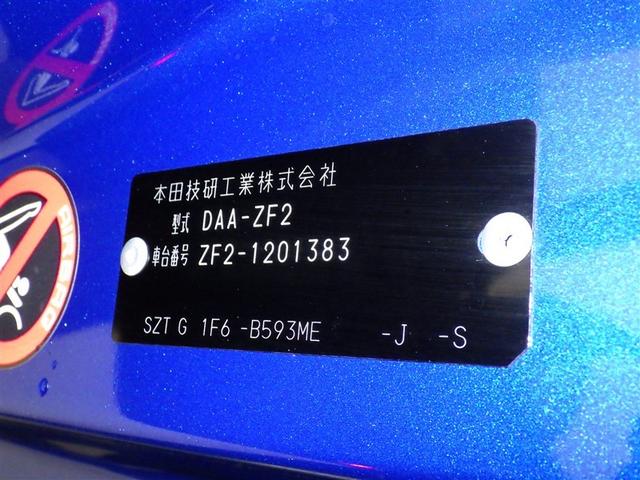 本田技研工業株式会社
型式 DAA-ZF2
車台番号 ZF2-1201383
SZT G 1F6 -B593ME -J -S
AIRBAG